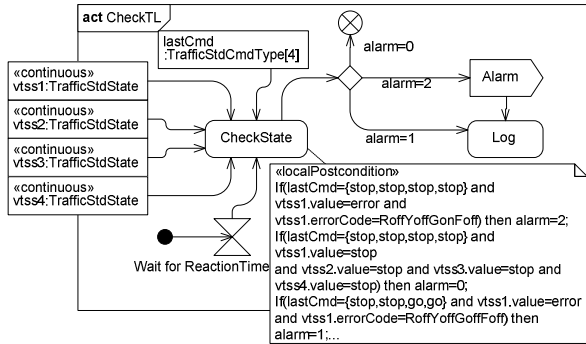 act CheckTL
lastCmd
:TrafficStdCmdType[4]
alarm=0
«continuous»
vtss1:TrafficStdState
alarm=2
Alarm
«continuous»
vtss2:TrafficStdState
CheckState
alarm=1
Log
«continuous»
vtss3:TrafficStdState
«continuous»
vtss4:TrafficStdState
Wait for ReactionTime
«localPostcondition»
If(lastCmd={stop,stop,stop,stop} and
vtss1.value=error and
vtss1.errorCode=RoffYoffGonFoff) then alarm=2;
If(lastCmd={stop,stop,stop,stop} and
vtss1.value=stop
and vtss2.value=stop and vtss3.value=stop and
vtss4.value=stop) then alarm=0;
If(lastCmd={stop,stop,go,go} and vtss1.value=error
and vtss1.errorCode=RoffYoffGoffFoff) then
alarm=1;...